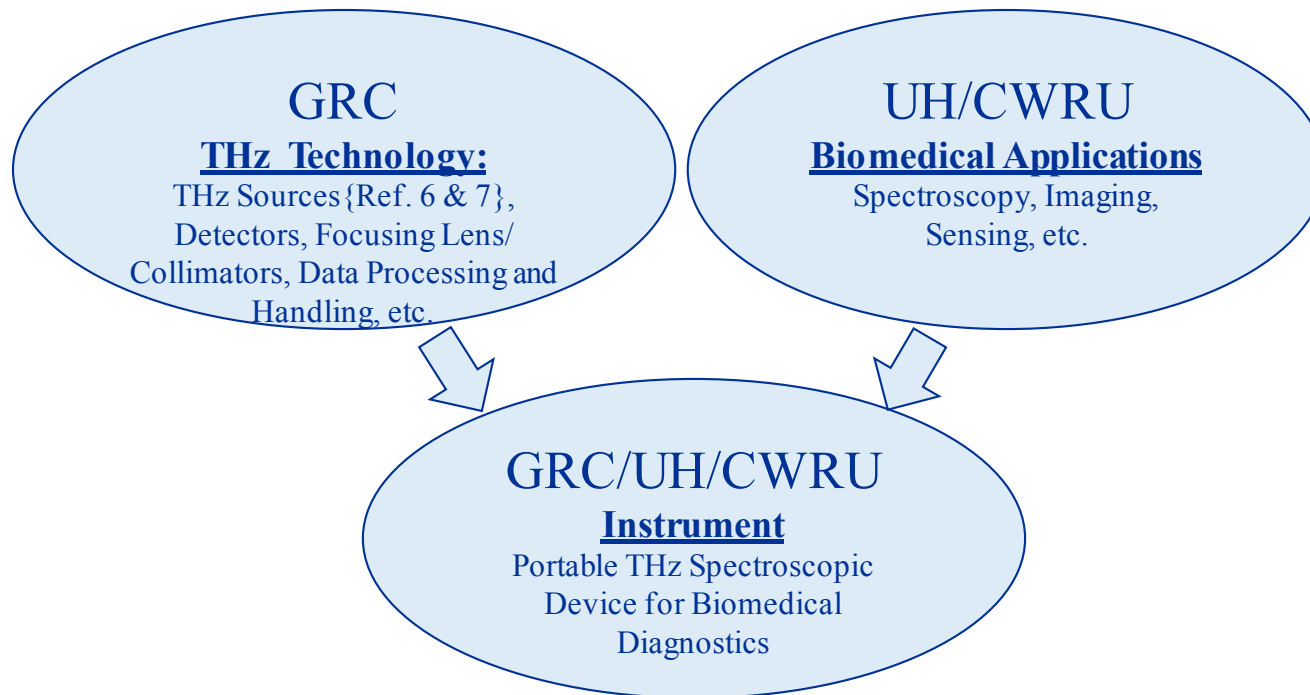 GRC
THz Technology:
THz Sources{Ref. 6 & 7},
Detectors, Focusing Lens/
Collimators, Data Processing and
Handling, etc.
UH/CWRU
Biomedical Applications
Spectroscopy, Imaging,
Sensing, etc.
GRC/UH/CWRU
Instrument
Portable THz Spectroscopic
Device for Biomedical
Diagnostics